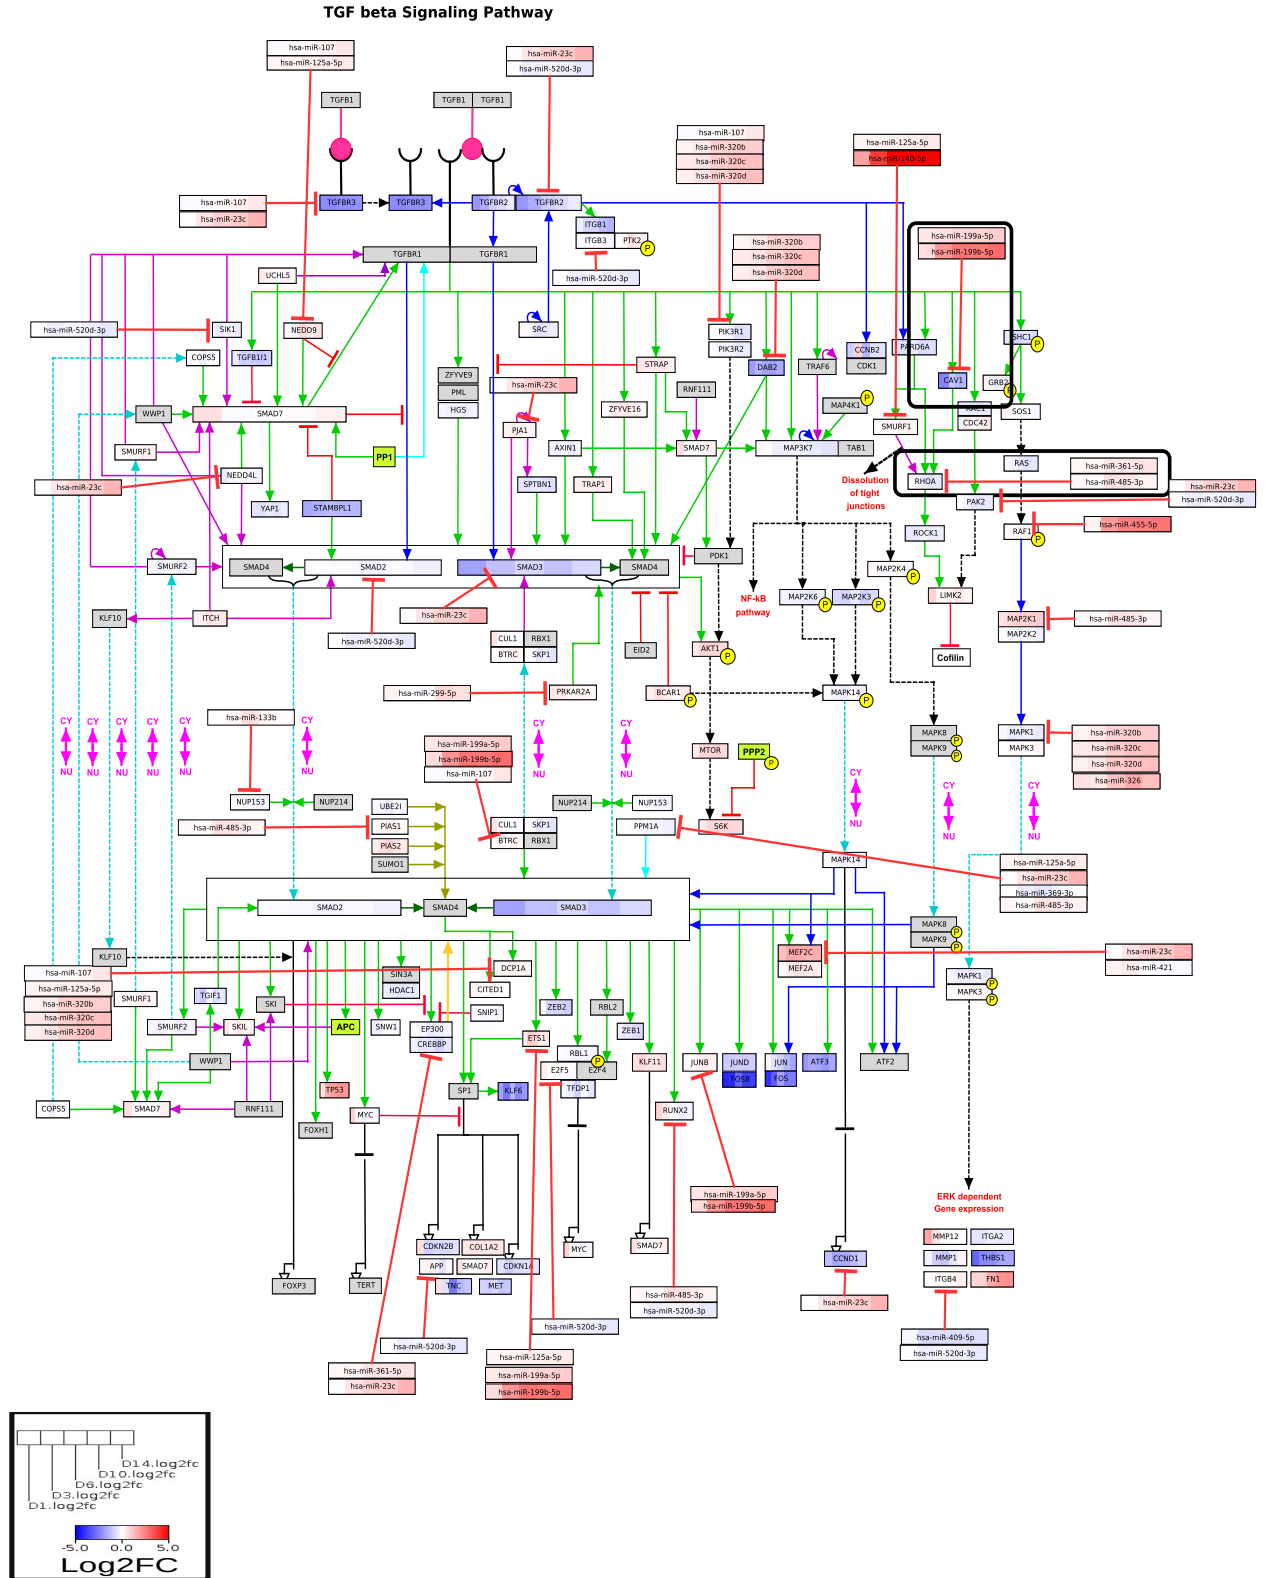 TGF beta Signaling Pathway
hsa-miR-107
hsa-miR-125a-5p
hsa-miR-23c
hsa-miR-520d-3p
TGFB1
TGFB1 TGFB1
hsa-miR-107
hsa-miR-320b
hsa-miR-320c
hsa-miR-320d
hsa-miR-125a-5p
hsa-miR-140-5p
hsa-miR-107
hsa-miR-23c
TGFBR3
TGFBR3
TGFBR2
TGFBR2
ITGB1
ITGB3
PTK2
P
hsa-miR-199a-5p
hsa-miR-199b-5p
hsa-miR-320b
hsa-miR-320c
hsa-miR-320d
TGFBR1
TGFBR1
UCHL5
hsa-miR-520d-3p
hsa-miR-520d-3p
SIK1
NEDD9
SRC
PIK3R1
PIK3R2
CCNB2
CDK1
PARD6A
SHC1
P
COPS5
TGFB1I1
ZFYVE9
PML
HGS
STRAP
DAB2
TRAF6
CAV1
GRB2
P
hsa-miR-23c
RNF111
MAP4K1
P
RAC1
CDC42
SOS1
WWP1
SMAD7
PJA1
ZFYVE16
SMURF1
SMURF1
PP1
AXIN1
SMAD7
MAP3K7
TAB1
RAS
hsa-miR-361-5p
hsa-miR-485-3p
NEDD4L
hsa-miR-23c
SPTBN1
TRAP1
Dissolution
of tight
junctions
RHOA
hsa-miR-23c
hsa-miR-520d-3p
YAP1
STAMBPL1
PAK2
ROCK1
RAF1
P
hsa-miR-455-5p
SMURF2
SMAD4
SMAD2
SMAD3
SMAD4
PDK1
MAP2K4
P
NF-kB
pathway
MAP2K6
P
MAP2K3
P
LIMK2
KLF10
ITCH
hsa-miR-23c
hsa-miR-520d-3p
MAP2K1
MAP2K2
hsa-miR-485-3p
CUL1
RBX1
BTRC
SKP1
EID2
AKT1
P
Cofilin
hsa-miR-299-5p
PRKAR2A
BCAR1
P
MAPK14
P
hsa-miR-133b
CY
CY
CY
CY
CY
CY
CY
CY
NU
NU
NU
NU
NU
NU
NU
NU
hsa-miR-199a-5p
hsa-miR-199b-5p
hsa-miR-107
MTOR
PPP2
P
MAPK8
P
MAPK9
P
MAPK1
MAPK3
hsa-miR-320b
hsa-miR-320c
hsa-miR-320d
hsa-miR-326
CY
NU
CY
NU
CY
NU
NUP153
NUP214
UBE2I
PIAS1
PIAS2
SUMO1
NUP214
NUP153
hsa-miR-485-3p
CUL1
SKP1
BTRC
RBX1
PPM1A
S6K
MAPK14
hsa-miR-125a-5p
hsa-miR-23c
hsa-miR-369-3p
hsa-miR-485-3p
SMAD2
SMAD4
SMAD3
MAPK8
P
MAPK9
P
KLF10
hsa-miR-107
hsa-miR-125a-5p
hsa-miR-320b
hsa-miR-320c
hsa-miR-320d
SMURF1
TGIF1
SKI
SIN3A
HDAC1
DCP1A
CITED1
MEF2C
MEF2A
hsa-miR-23c
hsa-miR-421
MAPK1
P
MAPK3
P
SMURF2
SKIL
APC
SNW1
EP300
CREBBP
SNIP1
ZEB2
RBL2
ZEB1
ETS1
WWP1
RBL1
P
E2F5
E2F4
TFDP1
KLF11
JUNB
JUND
FOSB
JUN
FOS
ATF3
ATF2
TP53
SP1
KLF6
COPS5
SMAD7
RNF111
FOXH1
MYC
RUNX2
hsa-miR-199a-5p
hsa-miR-199b-5p
ERK dependent
Gene expression
CDKN2B
COL1A2
APP
SMAD7
CDKN1A
TNC
MET
MYC
SMAD7
CCND1
MMP12
ITGA2
MMP1
THBS1
ITGB4
FN1
FOXP3
TERT
hsa-miR-485-3p
hsa-miR-520d-3p
hsa-miR-23c
hsa-miR-520d-3p
hsa-miR-520d-3p
hsa-miR-409-5p
hsa-miR-520d-3p
hsa-miR-361-5p
hsa-miR-23c
hsa-miR-125a-5p
hsa-miR-199a-5p
hsa-miR-199b-5p
D14.log2fc
D10.log2fc
D6.log2fc
D3.log2fc
D1.log2fc
-5.0 0.0 5.0
Log2FC